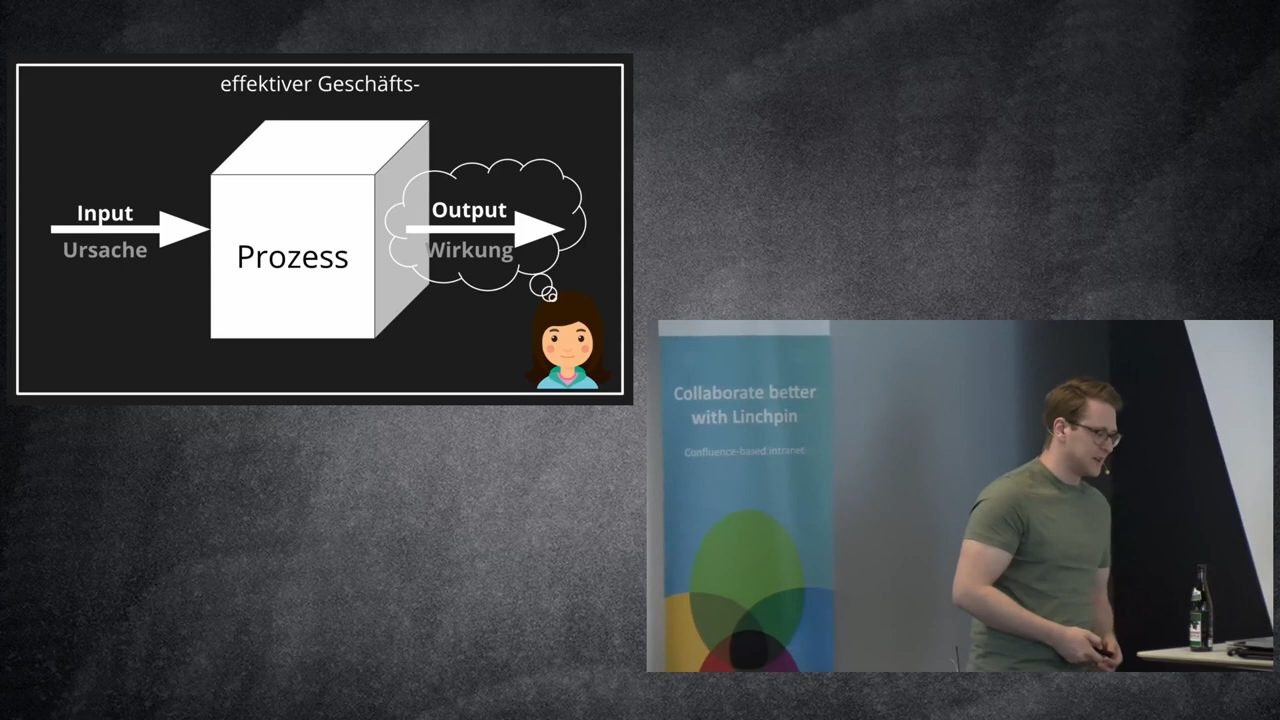 effektiver Geschäfts-
Input
Ursache
Prozess
Output
Wirkung
Collaborate better
with Linchpin
Confluence-based intranet